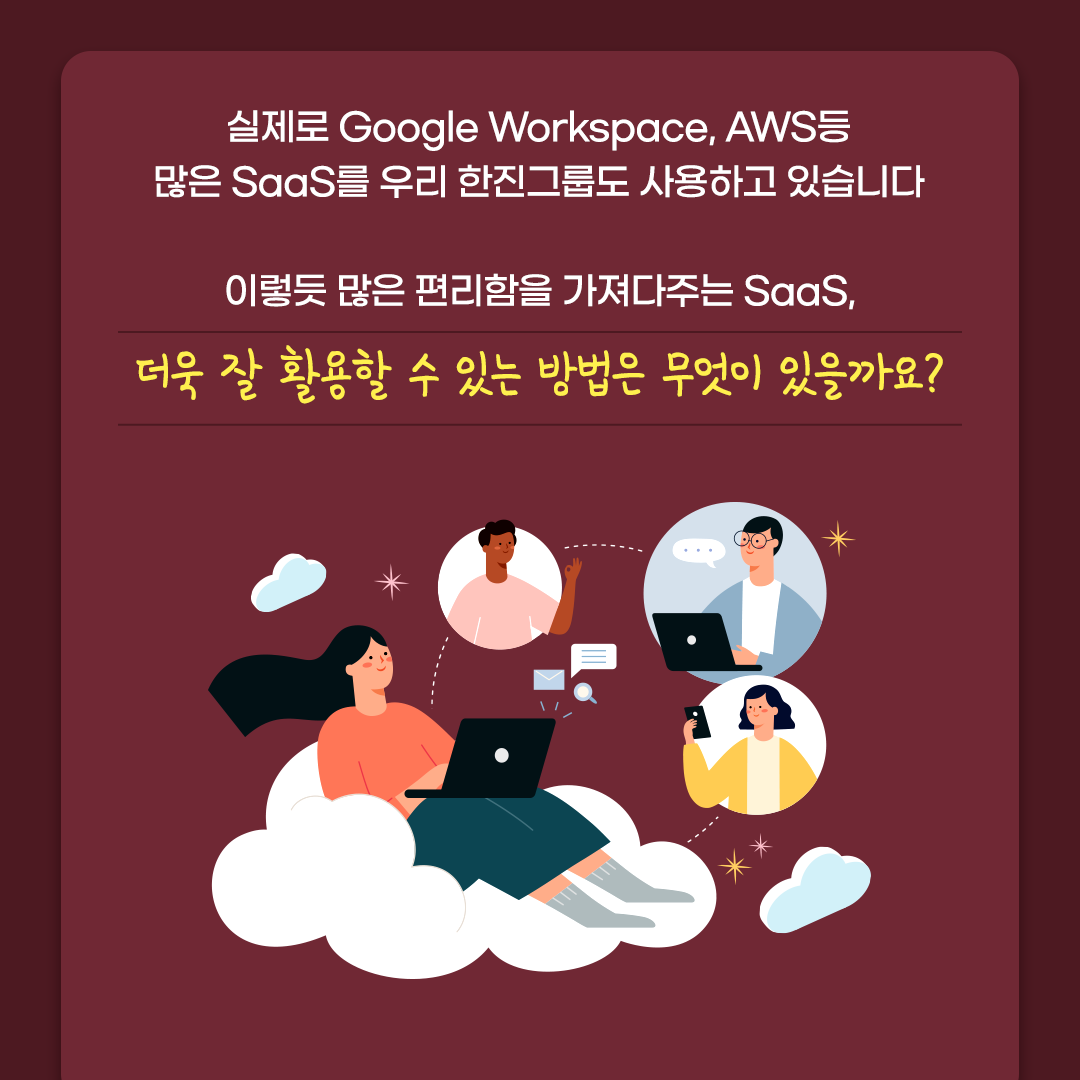 실제로 Google Workspace, AWS등
많은 SaaS를 우리 한진그룹도 사용하고 있습니다
이렇듯 많은 편리함을 가져다주는 SaaS,
더욱 잘 활용할 수 있는 방법은 무엇이 있을까요?